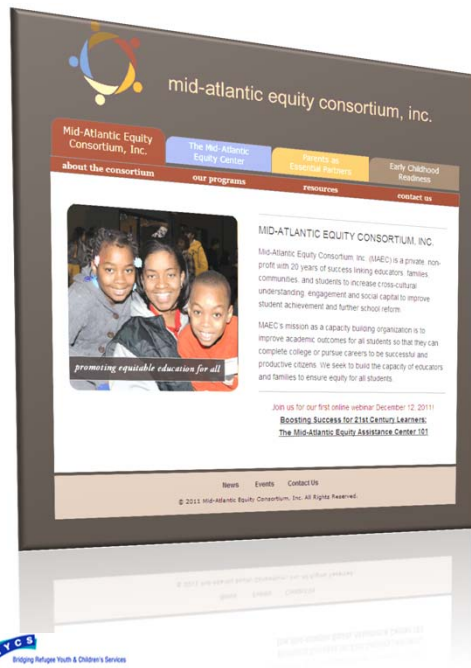 mid-atlantic equity consortium, inc.
Mid-Atlantic Equity
Consortium, Inc.
The Mid-Atlantic
Equity Center
Parents as
Essential Partners
Early Childhood
Readiness
about the consortium
our programs
resources
contact us
MID-ATLANTIC EQUITY CONSORTIUM, INC.
Mid-Atlantic Equity Consortium, Inc. (MAEC) is a private, non-
profit with 20 years of success linking educators, families
communities, and students to increase cross-cultural
understanding, engagement and social capital to improve
student achievement and further school reform.
MAEC's mission as a capacity building organization is to
improve academic outcomes for all students so that they can
complete college or pursue careers to be successful and
productive citizens. We seek to build the capacity of educators
and families to ensure equity for all students.
promoting equitable education for all
Join us for our first online webinar December 12, 2011!
Boosting Success for 21st Century Learners:
The Mid-Atlantic Equity Assistance Center 101
News Events Contact Us
© 2011 Mid-Atlantic Equity Consortium, Inc. All Rights Reserved.
Bridging Refugee Youth & Children's Services